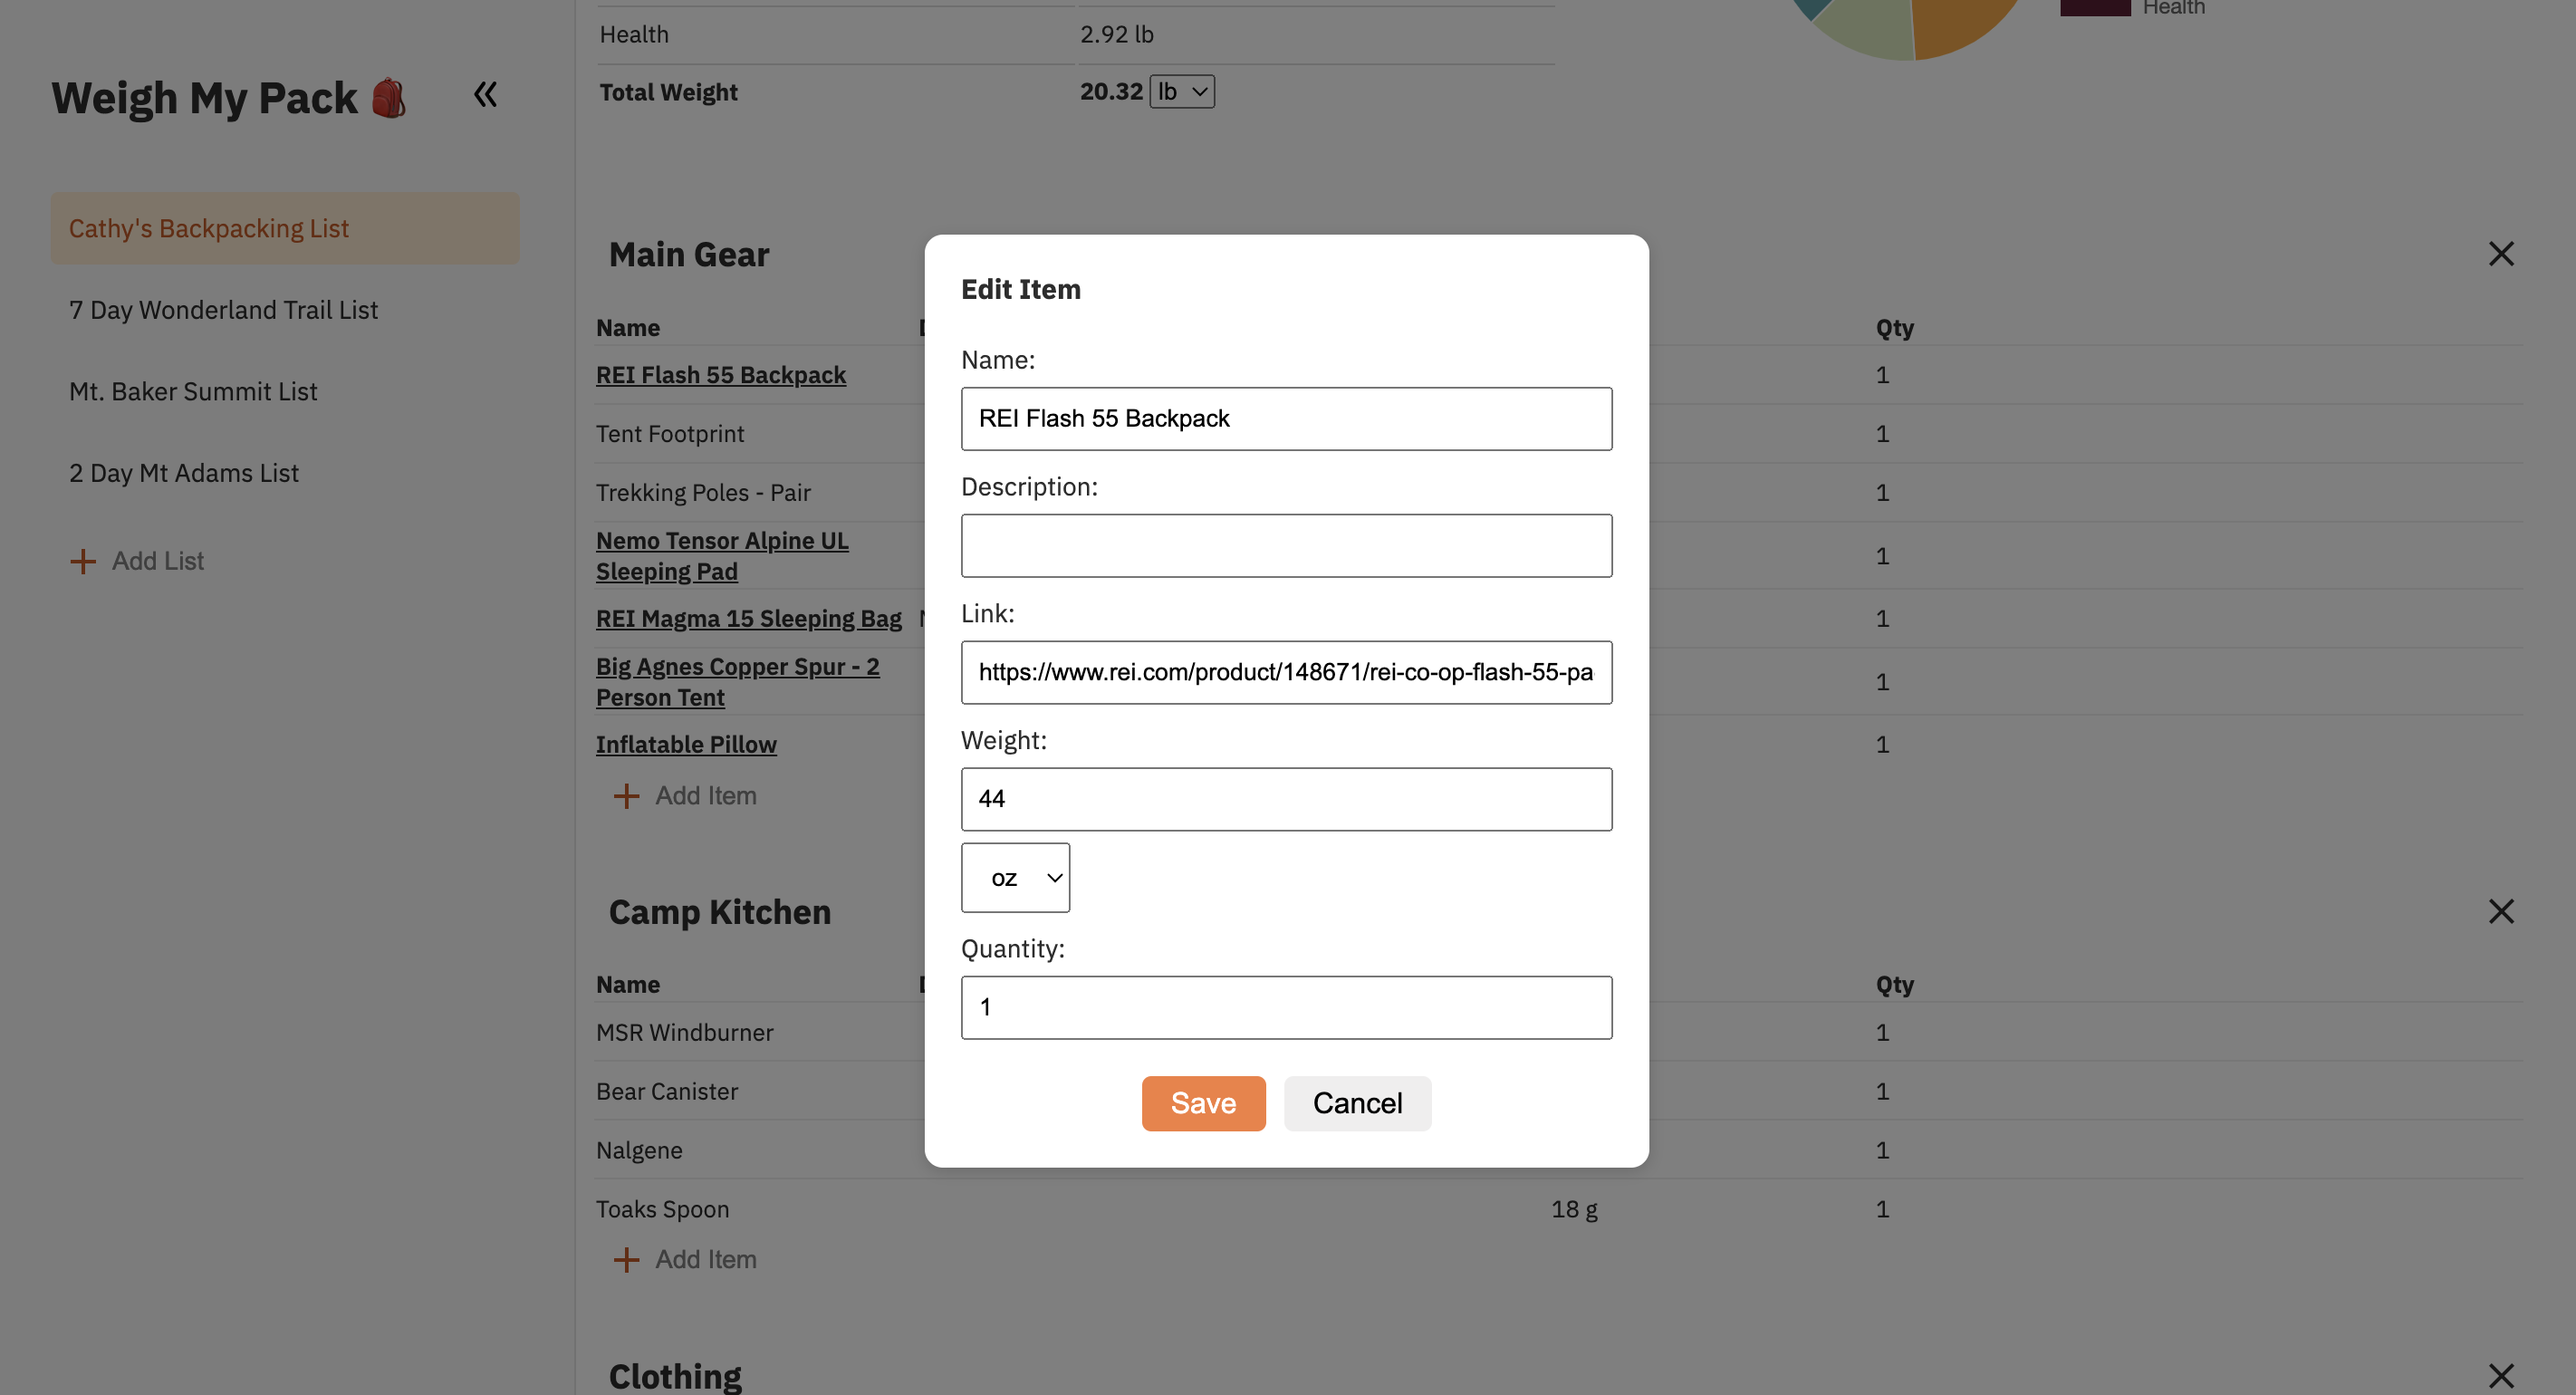 Weigh My Pack
Cathy's Backpacking List
7 Day Wonderland Trail List
Mt. Baker Summit List
2 Day Mt Adams List
Add List
Health 2.92 lb
Total Weight 20.32 lb
Health
Main Gear
Name Qty
REI Flash 55 Backpack 1
Tent Footprint 1
Trekking Poles - Pair 1
Nemo Tensor Alpine UL
Sleeping Pad 1
REI Magma 15 Sleeping Bag 1
Big Agnes Copper Spur - 2
Person Tent 1
Inflatable Pillow 1
Add Item
Camp Kitchen
Name Qty
MSR Windburner 1
Bear Canister 1
Nalgene 1
Toaks Spoon 18 g 1
Add Item
Clothing
Edit Item
Name:
REI Flash 55 Backpack
Description:
Link:
https://www.rei.com/product/148671/rei-co-op-flash-55-pa
Weight:
44
oz
Quantity:
1
Save Cancel